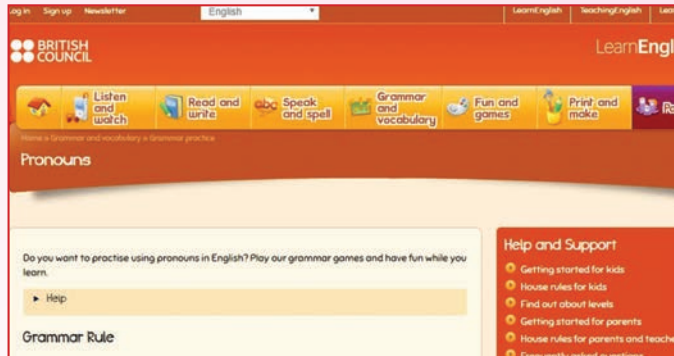 Log in Sign up Newsletter English LearnEnglish TeachingEnglish
BRITISH
COUNCIL
Listen
and
watch
Read and
write
Speak
and spell
Grammar
and
vocabulary
Fun and
games
Print and
make
Home » Grammar and vocabulary » Grammar practice
Pronouns
Do you want to practise using pronouns in English? Play our grammar games and have fun while you
learn.
Help
Grammar Rule
Help and Support
Getting started for kids
House rules for kids
Find out about levels
Getting started for parents
House rules for parents and
Frequently asked questions